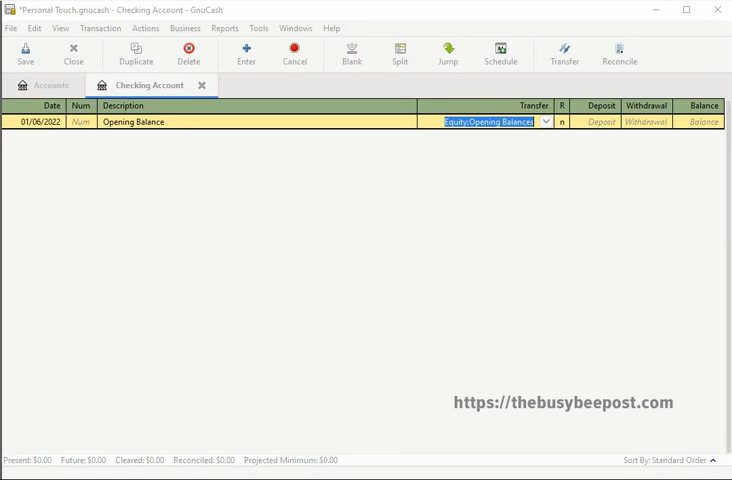 *Personal Touch.gnucash - Checking Account - GnuCash
File Edit View Transaction Actions Business Reports Tools Windows Help
Save Close Duplicate Delete Enter Cancel Blank Split Jump Schedule Transfer Reconcile
Accounts Checking Account
Date Num Description Transfer R Deposit Withdrawal Balance
01/06/2022 Num Opening Balance Equity:Opening Balances n Deposit Withdrawal Balance
https://thebusybeepost.com
Present: $0.00 Future: $0.00 Cleared: $0.00 Reconciled: $0.00 Projected Minimum: $0.00 Sort By: Standard Order